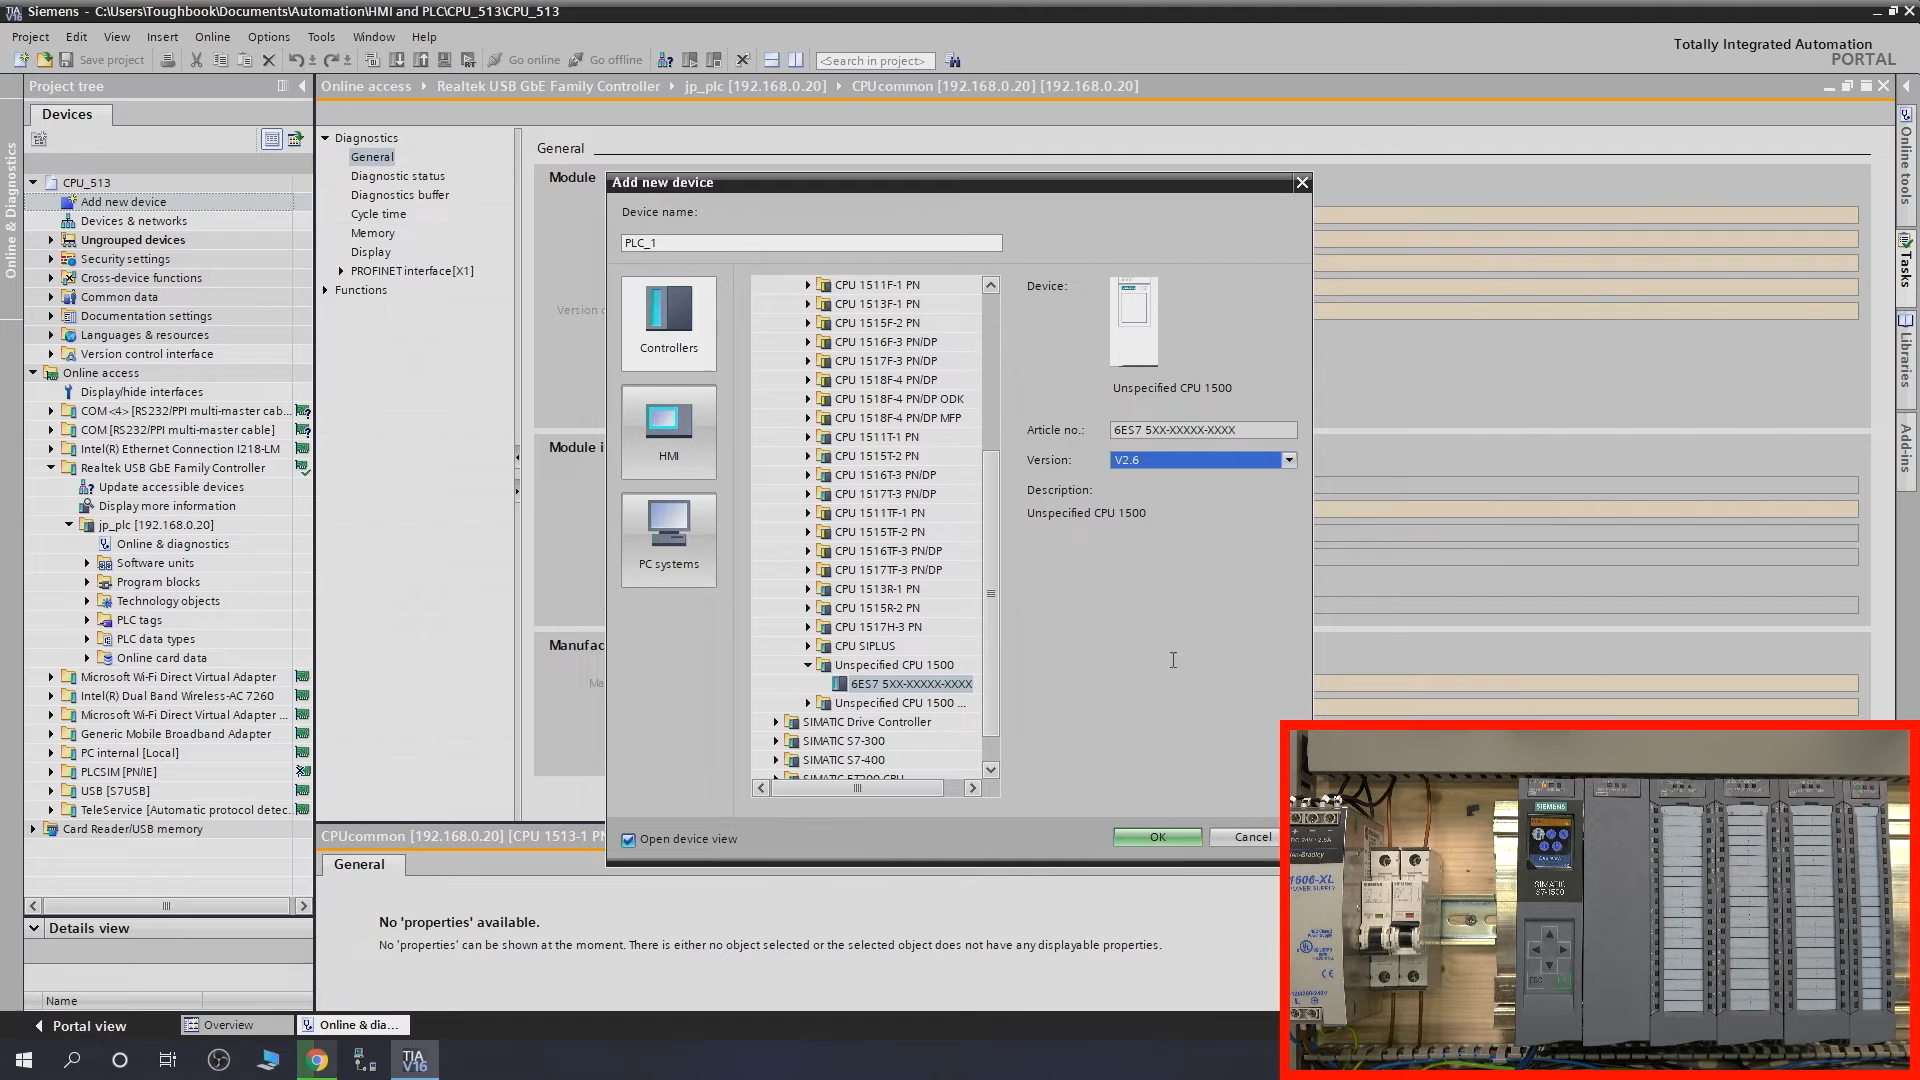 Siemens - C:\Users\Toughbook\Documents\Automation\HMI and PLC\CPU_513\CPU_513
Project Edit View Insert Online Options Tools Window Help
Totally Integrated Automation
PORTAL
Save project
Go online
Go offline
<Search in project>
Project tree
Online access Realtek USB GbE Family Controller jp_plc [192.168.0.20] CPUcommon [192.168.0.20] [192.168.0.20]
Devices
Online & Diagnostics
CPU_513
Add new device
Devices & networks
Ungrouped devices
Security settings
Cross-device functions
Common data
Documentation settings
Languages & resources
Version control interface
Online access
Display/hide interfaces
COM <4> [RS232/PPI multi-master cab...
COM [RS232/PPI multi-master cable]
Intel(R) Ethernet Connection I218-LM
Realtek USB GbE Family Controller
Update accessible devices
Display more information
jp_plc [192.168.0.20]
Online & diagnostics
Software units
Program blocks
Technology objects
PLC tags
PLC data types
Online card data
Microsoft Wi-Fi Direct Virtual Adapter
Intel(R) Dual Band Wireless-AC 7260
Microsoft Wi-Fi Direct Virtual Adapter ...
Generic Mobile Broadband Adapter
PC internal [Local]
PLCSIM [PN/IE]
USB [S7USB]
TeleService [Automatic protocol detec...
Card Reader/USB memory
Details view
Name
Diagnostics
General
Diagnostic status
Diagnostics buffer
Cycle time
Memory
Display
PROFINET interface [X1]
Functions
General
Module
Version
Module i
Manufac
Ma
Add new device
Device name:
PLC_1
Controllers
HMI
PC systems
CPU 1511F-1 PN
CPU 1513F-1 PN
CPU 1515F-2 PN
CPU 1516F-3 PN/DP
CPU 1517F-3 PN/DP
CPU 1518F-4 PN/DP
CPU 1518F-4 PN/DP ODK
CPU 1518F-4 PN/DP MFP
CPU 1511T-1 PN
CPU 1515T-2 PN
CPU 1516T-3 PN/DP
CPU 1517T-3 PN/DP
CPU 1511TF-1 PN
CPU 1515TF-2 PN
CPU 1516TF-3 PN/DP
CPU 1517TF-3 PN/DP
CPU 1513R-1 PN
CPU 1515R-2 PN
CPU 1517H-3 PN
CPU SIPLUS
Unspecified CPU 1500
6ES7 5XX-XXXXX-XXXX
Unspecified CPU 1500 ...
SIMATIC Drive Controller
SIMATIC S7-300
SIMATIC S7-400
SIMATIC ET200 CPU
Device:
Unspecified CPU 1500
Article no.: 6ES7 5XX-XXXXX-XXXX
Version: V2.6
Description:
Unspecified CPU 1500
Open device view
OK
Cancel
CPUcommon [192.168.0.20] [CPU 1513-1 PN
General
No 'properties' available.
No 'properties' can be shown at the moment. There is either no object selected or the selected object does not have any displayable properties.
Online tools
Tasks
Libraries
Add-ins
Portal view
Overview
Online & dia...
TIA V16
SIEMENS
SIMATIC
S7-1500
1606-XL
POWER SUPPLY